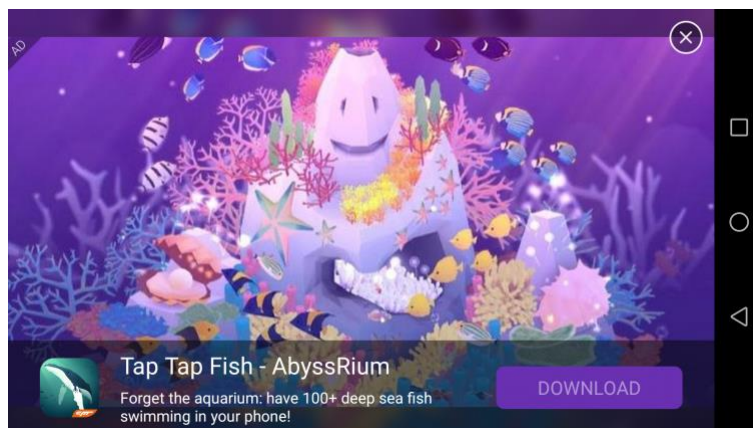 AD
Tap Tap Fish - AbyssRium
Forget the aquarium: have 100+ deep sea fish
swimming in your phone!
DOWNLOAD